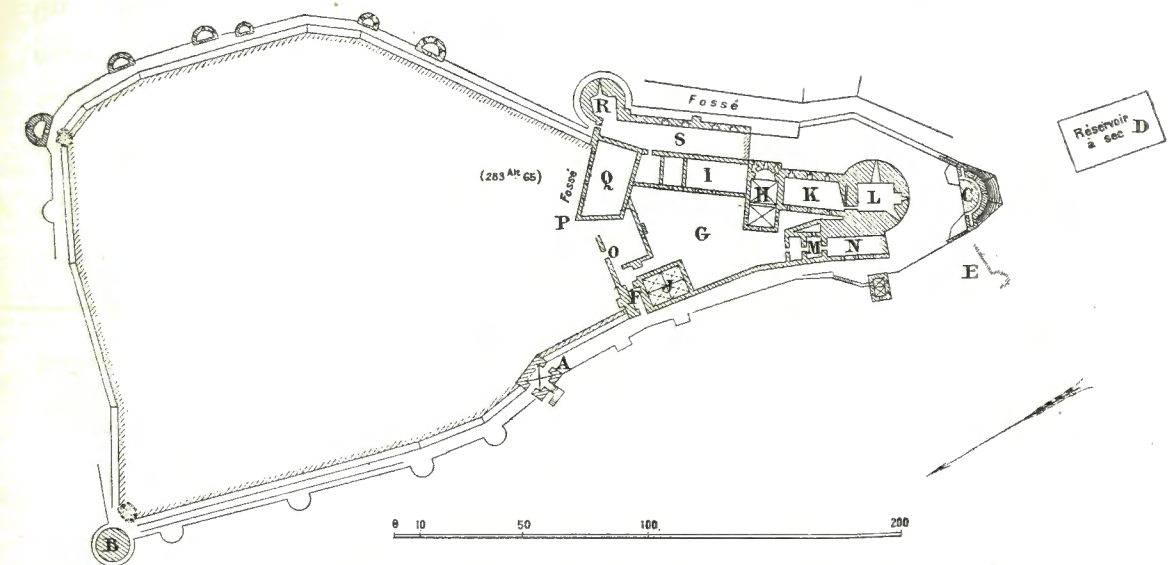 R
Fossé
Réservoir
à sec D
S
(283 Alt 65)
Fossé
Q
I
H
K
L
C
P
G
O
M
N
E
F
J
A
0 10 50 100. 200
B